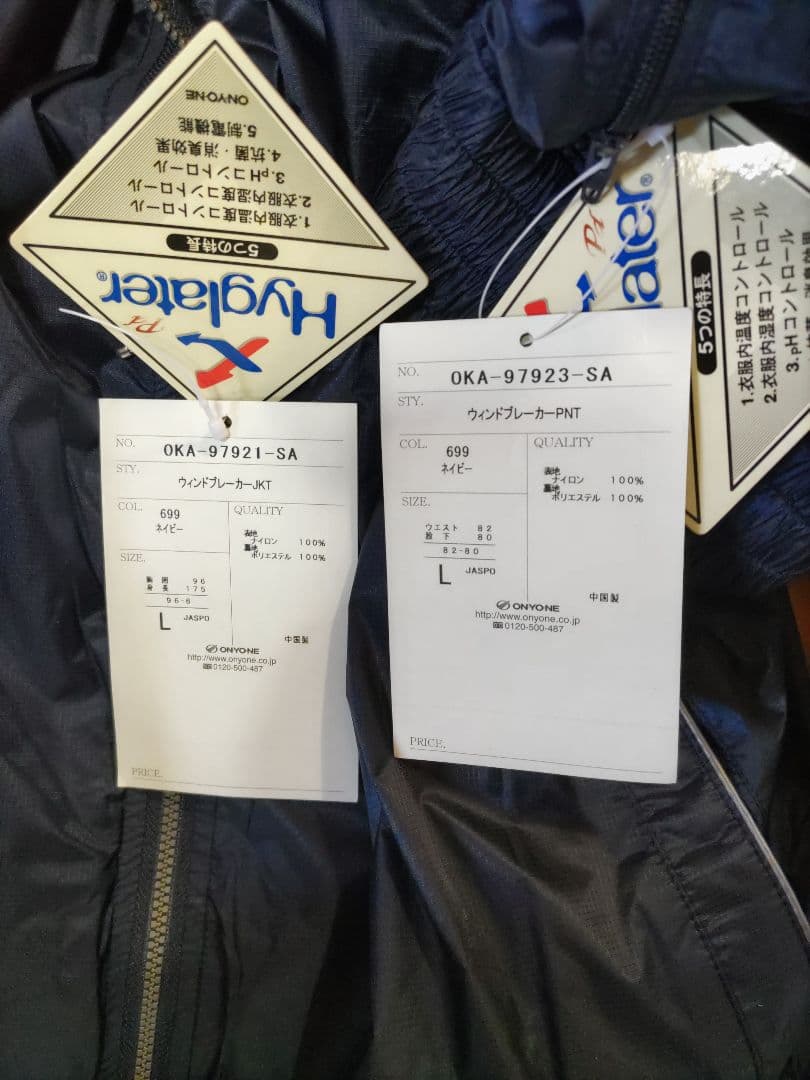 Hyglater®
Pt
5つの特長
1.衣服内温度コントロール
2.衣服内湿度コントロール
3.pHコントロール
4.抗菌・消臭効果
5.制電機能
ONYONE
NO. OKA-97921-SA
STY.
ウィンドブレーカーJKT
COL. 699
ネイビー
QUALITY
表地
ナイロン 100%
裏地
ポリエステル 100%
SIZE.
胸囲 96
身長 175
96-6
L JASPO
中国製
ONYONE
http://www.onyone.co.jp
0120-500-487
PRICE.
NO. OKA-97923-SA
STY.
ウィンドブレーカーPNT
COL. 699
ネイビー
QUALITY
表地
ナイロン 100%
裏地
ポリエステル 100%
SIZE.
ウエスト 82
股下 80
82-80
L JASPO
中国製
ONYONE
http://www.onyone.co.jp
0120-500-487
PRICE.
Pt
ater®
5つの特長
1.衣服内温度コントロール
2.衣服内湿度コントロール
3.pHコントロール